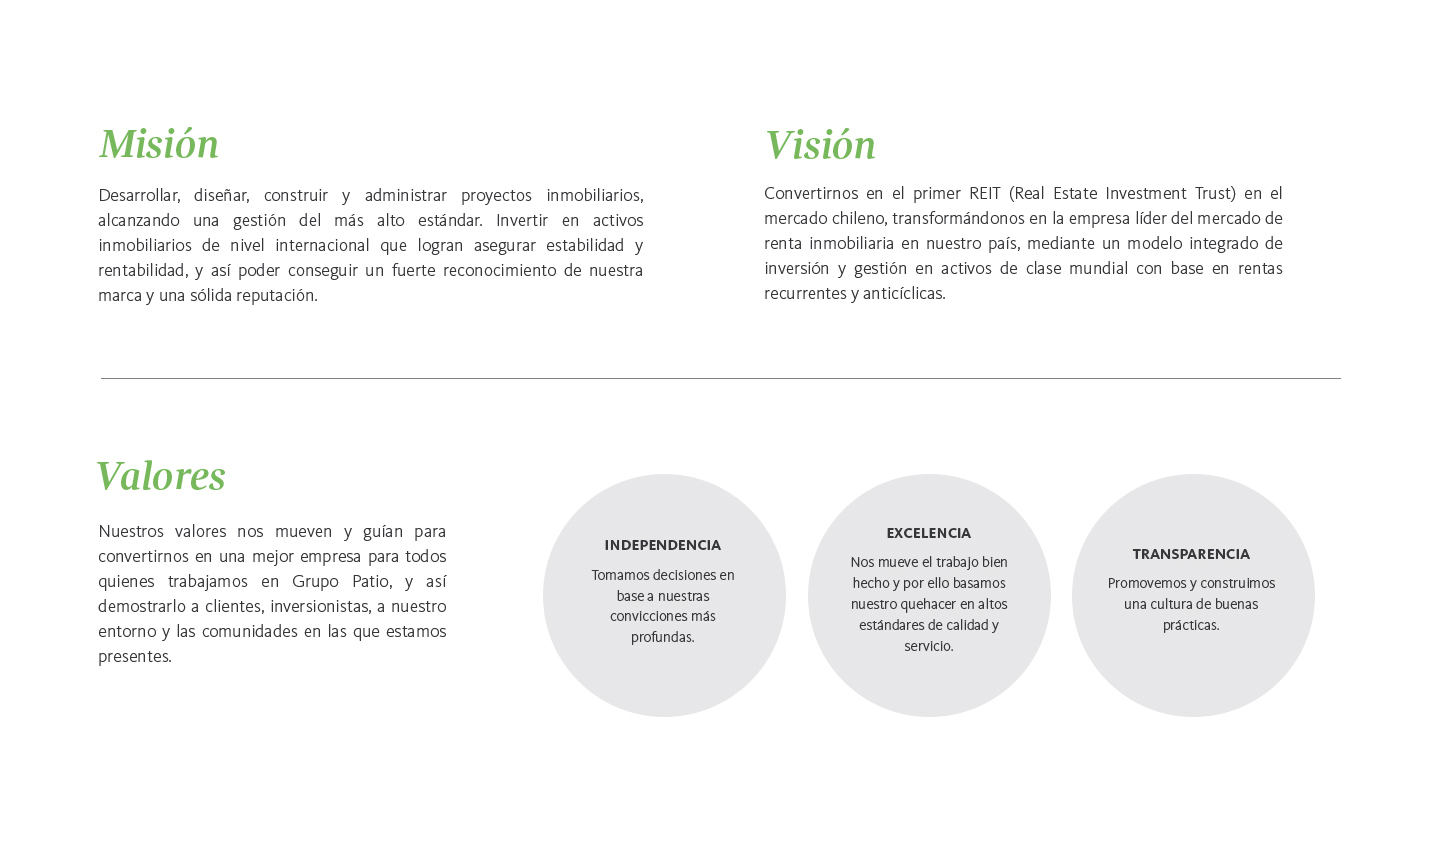 Misión
Desarrollar, diseñar, construir y administrar proyectos inmobiliarios,
alcanzando una gestión del más alto estándar. Invertir en activos
inmobiliarios de nivel internacional que logran asegurar estabilidad y
rentabilidad, y así poder conseguir un fuerte reconocimiento de nuestra
marca y una sólida reputación.
Visión
Convertirnos en el primer REIT (Real Estate Investment Trust) en el
mercado chileno, transformándonos en la empresa líder del mercado de
renta inmobiliaria en nuestro país, mediante un modelo integrado de
inversión y gestión en activos de clase mundial con base en rentas
recurrentes y anticíclicas.
Valores
Nuestros valores nos mueven y guían para
convertirnos en una mejor empresa para todos
quienes trabajamos en Grupo Patio, y así
demostrarlo a clientes, inversionistas, a nuestro
entorno y las comunidades en las que estamos
presentes.
INDEPENDENCIA
Tomamos decisiones en
base a nuestras
convicciones más
profundas.
EXCELENCIA
Nos mueve el trabajo bien
hecho y por ello basamos
nuestro quehacer en altos
estándares de calidad y
servicio.
TRANSPARENCIA
Promovemos y construimos
una cultura de buenas
prácticas.